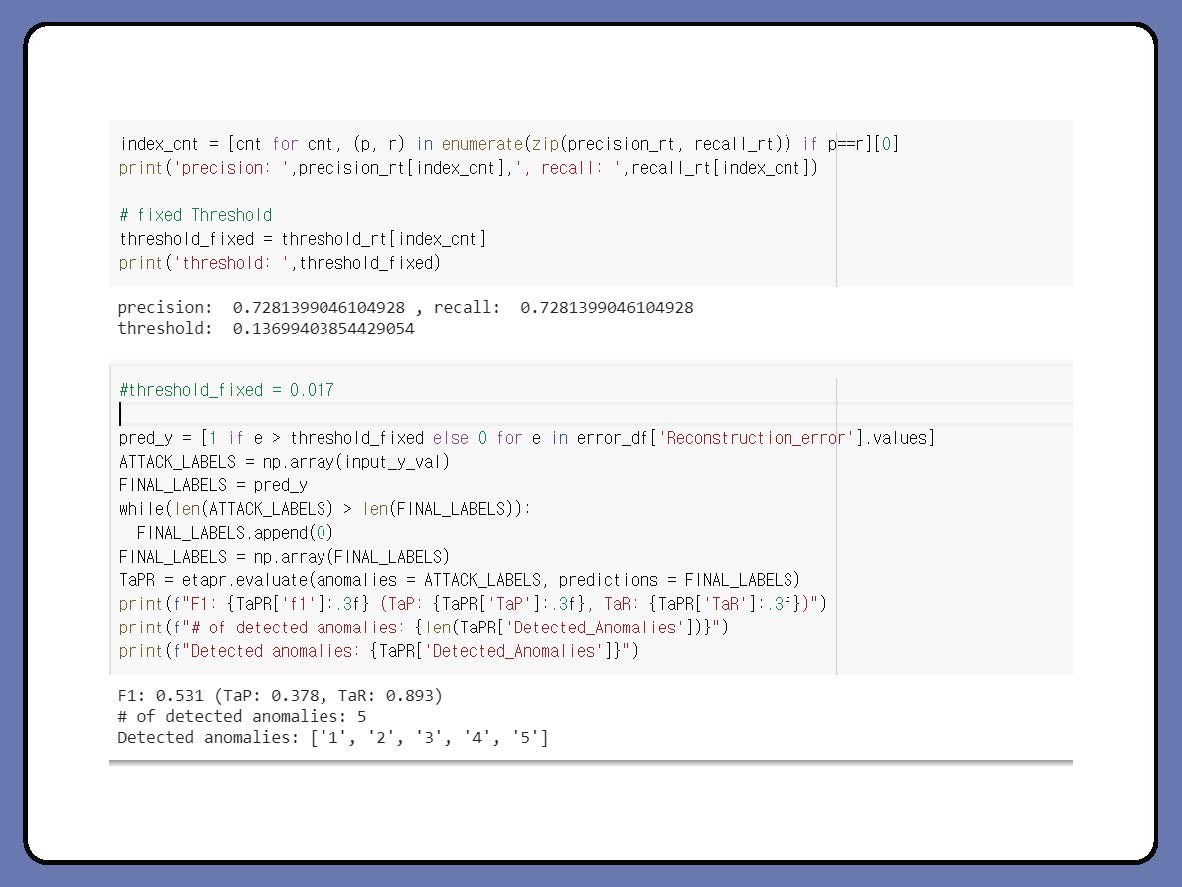 index_cnt = [cnt for cnt, (p, r) in enumerate(zip(precision_rt, recall_rt)) if p==r][0]
print('precision: ',precision_rt[index_cnt],', recall: ',recall_rt[index_cnt])
# fixed Threshold
threshold_fixed = threshold_rt[index_cnt]
print('threshold: ',threshold_fixed)
precision:  0.7281399046104928 , recall:  0.7281399046104928
threshold:  0.13699403854429054
#threshold_fixed = 0.017
pred_y = [1 if e > threshold_fixed else 0 for e in error_df['Reconstruction_error'].values]
ATTACK_LABELS = np.array(input_y_val)
FINAL_LABELS = pred_y
while(len(ATTACK_LABELS) > len(FINAL_LABELS)):
  FINAL_LABELS.append(0)
FINAL_LABELS = np.array(FINAL_LABELS)
TaPR = etapr.evaluate(anomalies = ATTACK_LABELS, predictions = FINAL_LABELS)
print(f"F1: {TaPR['f1']:.3f} (TaP: {TaPR['TaP']:.3f}, TaR: {TaPR['TaR']:.3f})")
print(f"# of detected anomalies: {len(TaPR['Detected_Anomalies'])}")
print(f"Detected anomalies: {TaPR['Detected_Anomalies']}")
F1: 0.531 (TaP: 0.378, TaR: 0.893)
# of detected anomalies: 5
Detected anomalies: ['1', '2', '3', '4', '5']